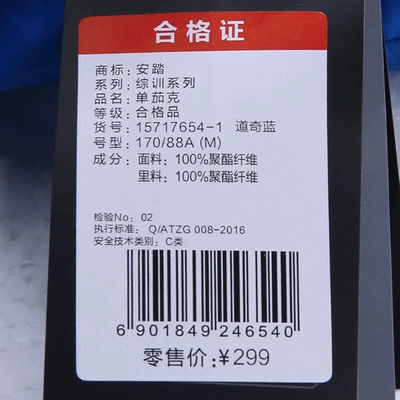 合格证
商标：安踏
系列：综训系列
品名：单茄克
等级：合格品
货号：15717654-1 道奇蓝
号型：170/88A (M)
成分：面料：100%聚酯纤维
里料：100%聚酯纤维
检验No：02
执行标准：Q/ATZG 008-2016
安全技术类别：C类
6 901849 246540
零售价：¥299